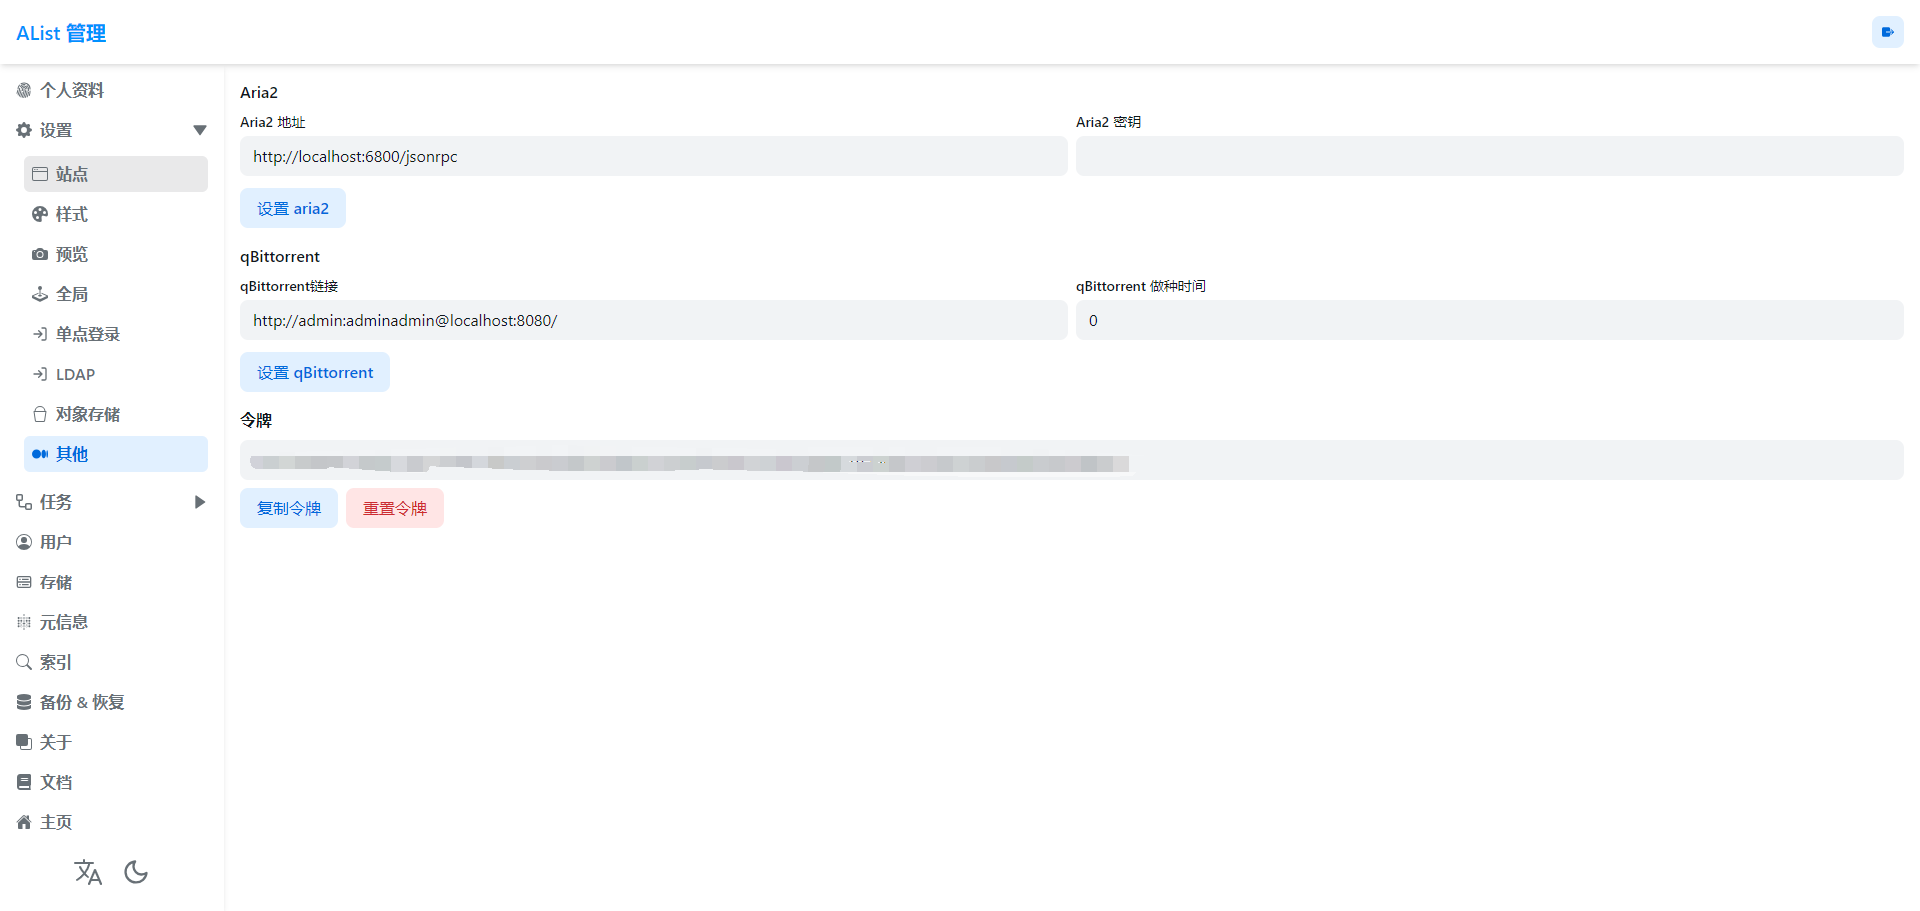 AList 管理
个人资料
设置
站点
样式
预览
全局
单点登录
LDAP
对象存储
其他
任务
用户
存储
元信息
索引
备份 & 恢复
关于
文档
主页
Aria2
Aria2 地址
Aria2 密钥
http://localhost:6800/jsonrpc
设置 aria2
qBittorrent
qBittorrent链接
qBittorrent 做种时间
http://admin:adminadmin@localhost:8080/
0
设置 qBittorrent
令牌
复制令牌
重置令牌